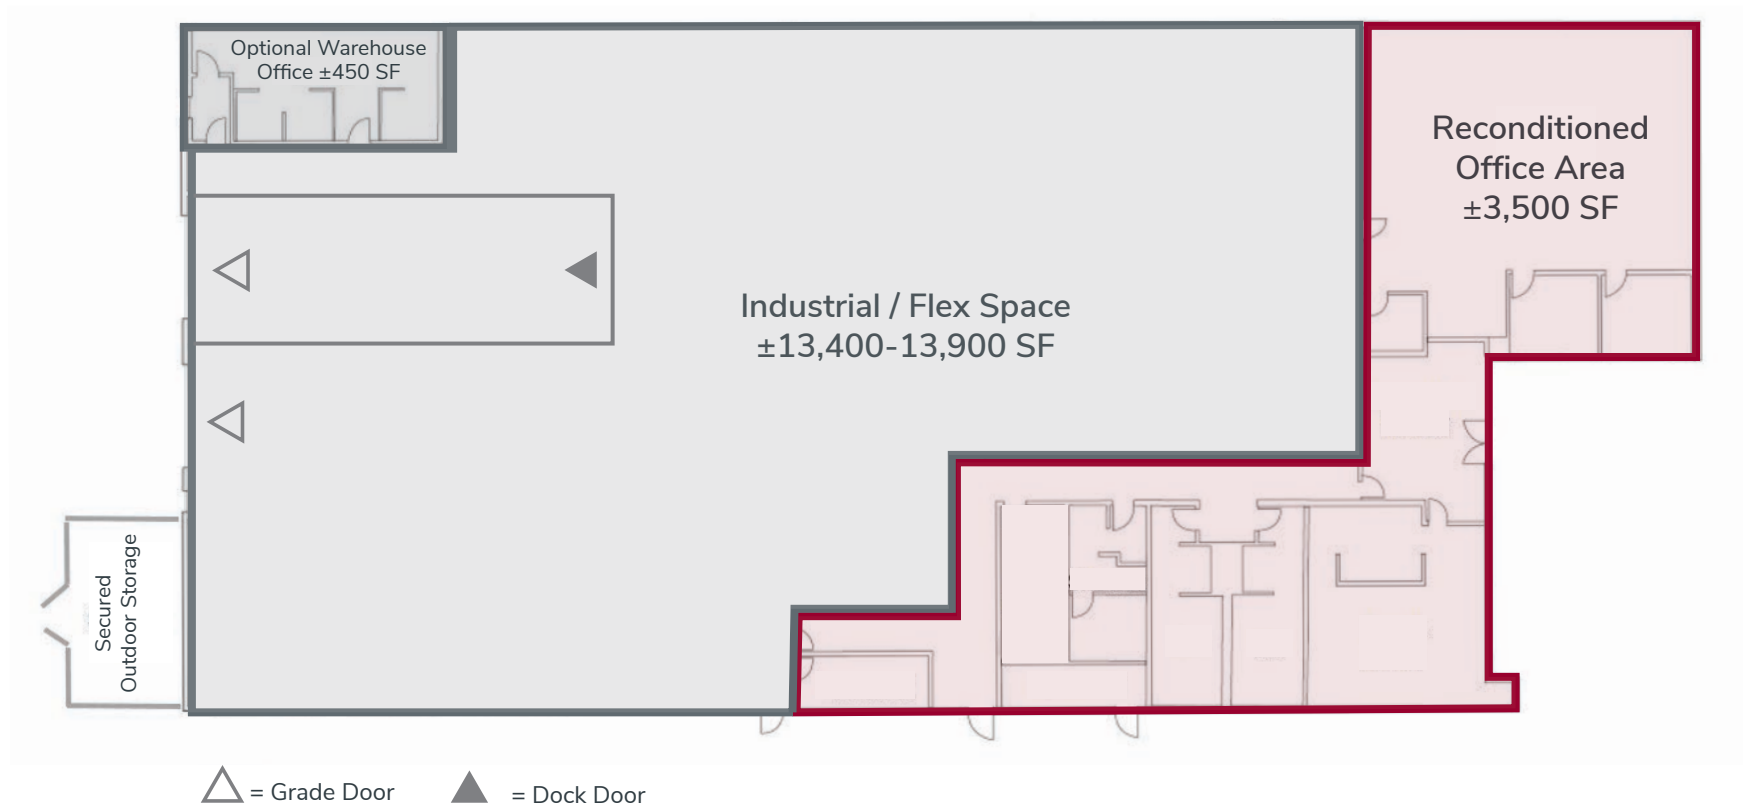 Optional Warehouse
Office ±450 SF
Reconditioned
Office Area
±3,500 SF
Industrial / Flex Space
±13,400-13,900 SF
Secured
Outdoor Storage
= Grade Door
= Dock Door